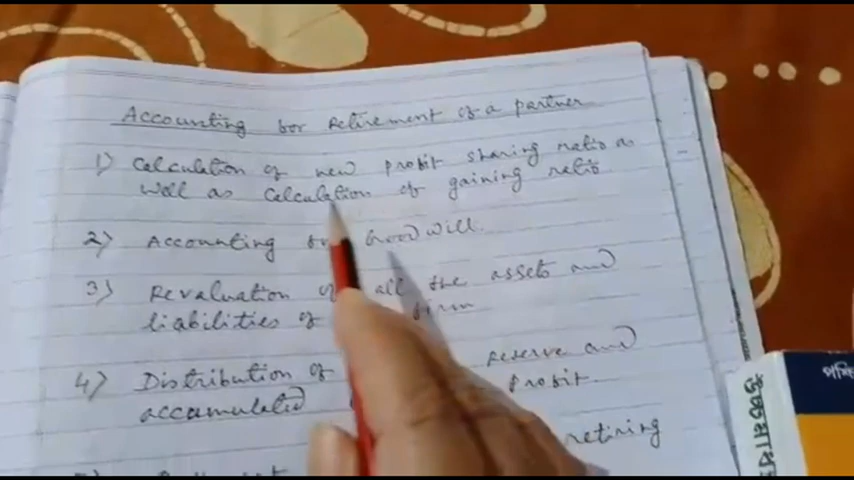 Accounting for retirement of a partner
1) Calculation of new profit sharing ratio as
well as calculation of gaining ratio
2) Accounting for Goodwill.
3) Revaluation of all the assets and
liabilities of firm
4) Distribution of reserve and
accumulated profit.
retiring